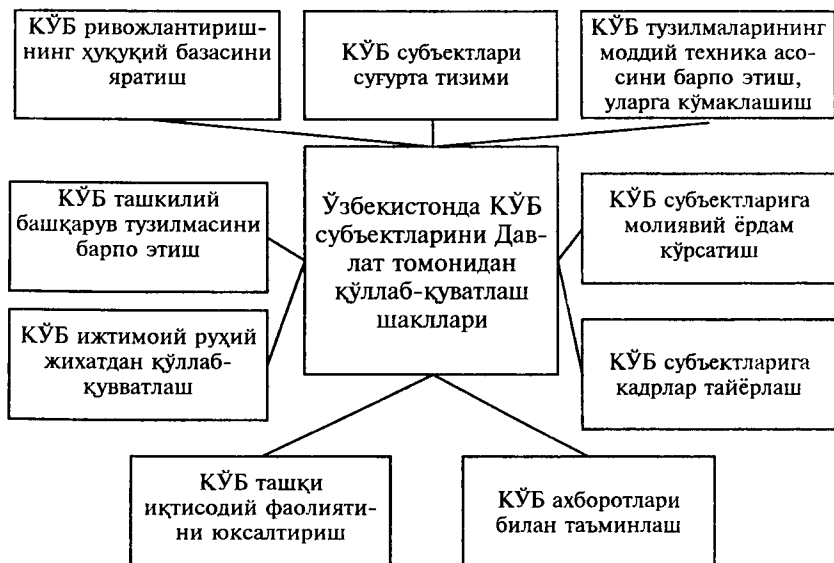 КЎБ ривожлантириш-
нинг ҳуқуқий базасини
яратиш
КЎБ субъектлари
суғурта тизими
КЎБ тузилмаларининг
моддий техника асо-
сини барпо этиш,
уларга кўмаклашиш
КЎБ ташкилий
башқарув тузилмасини
барпо этиш
Ўзбекистонда КЎБ
субъектларини Дав-
лат томонидан
қўллаб-қуватлаш
шакллари
КЎБ субъектларига
молиявий ёрдам
кўрсатиш
КЎБ ижтимоий руҳий
жихатдан қўллаб-
қувватлаш
КЎБ субъектларига
кадрлар тайёрлаш
КЎБ ташқи
иқтисодий фаолияти-
ни юксалтириш
КЎБ ахборотлари
билан таъминлаш